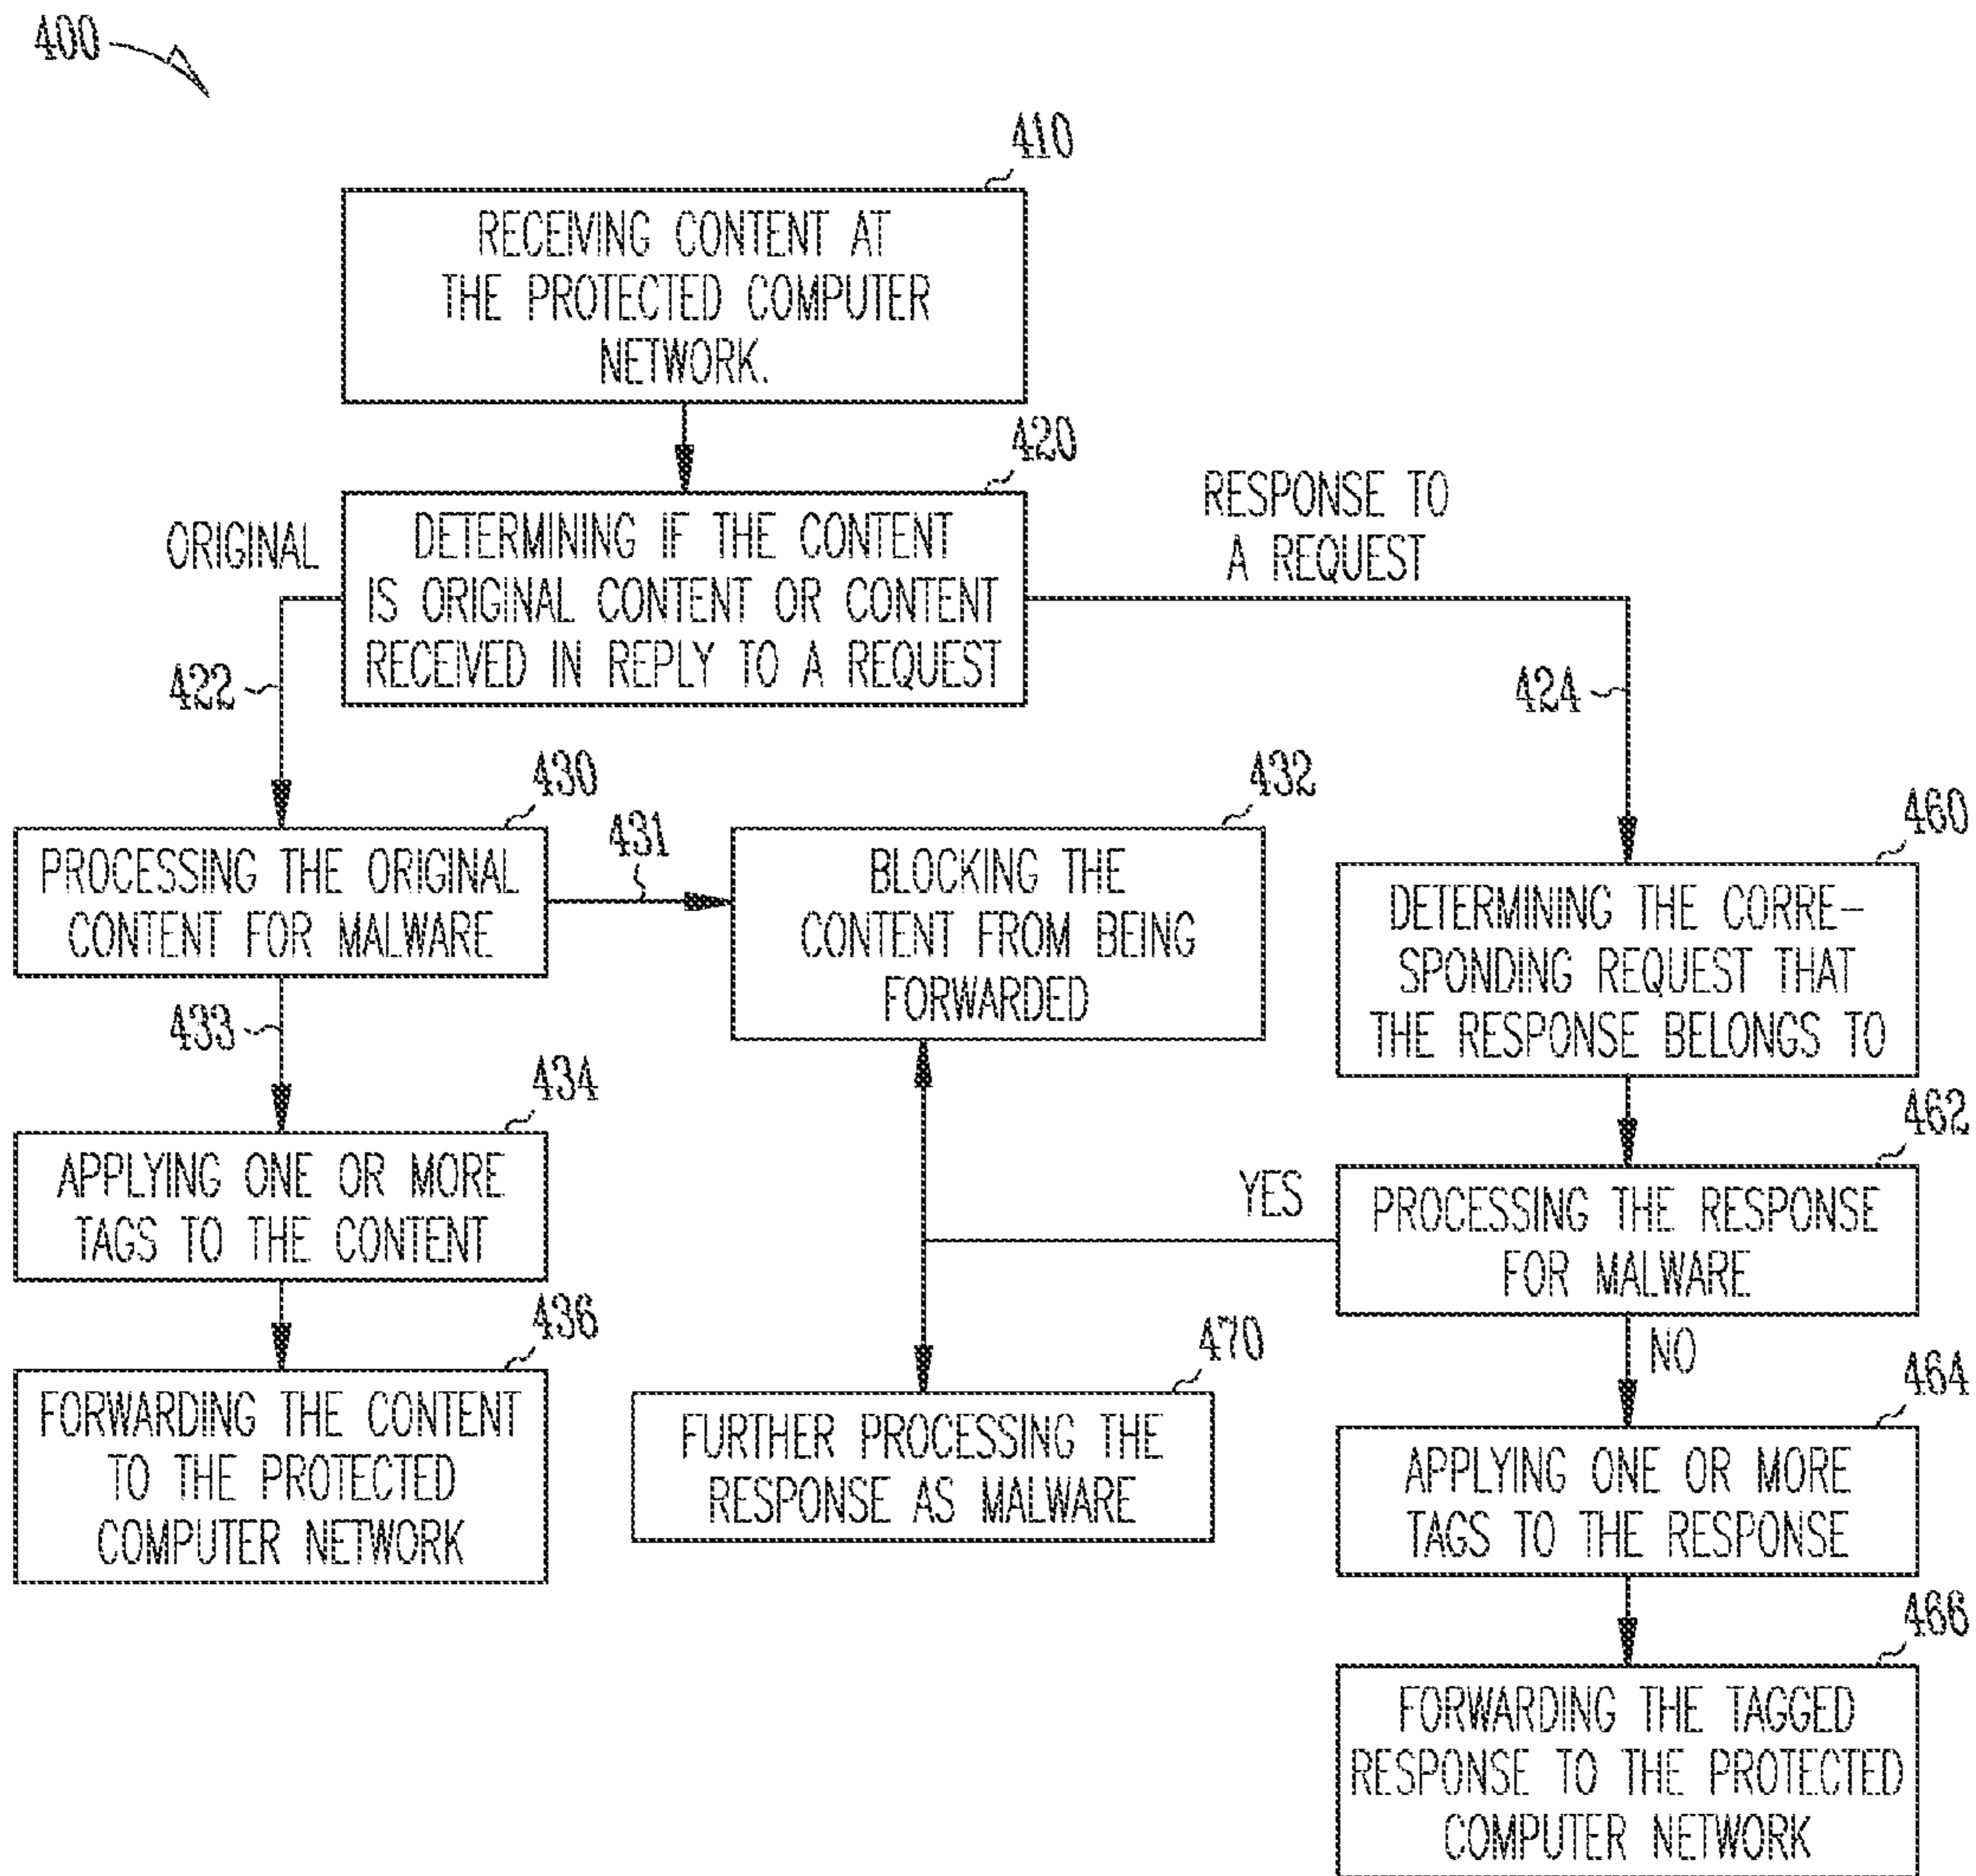 400
410
RECEIVING CONTENT AT
THE PROTECTED COMPUTER
NETWORK.
420
ORIGINAL
DETERMINING IF THE CONTENT
IS ORIGINAL CONTENT OR CONTENT
RECEIVED IN REPLY TO A REQUEST
RESPONSE TO
A REQUEST
422
424
430
PROCESSING THE ORIGINAL
CONTENT FOR MALWARE
431
432
BLOCKING THE
CONTENT FROM BEING
FORWARDED
460
DETERMINING THE CORRE-
SPONDING REQUEST THAT
THE RESPONSE BELONGS TO
433
434
APPLYING ONE OR MORE
TAGS TO THE CONTENT
462
YES
PROCESSING THE RESPONSE
FOR MALWARE
NO
436
FORWARDING THE CONTENT
TO THE PROTECTED
COMPUTER NETWORK
470
FURTHER PROCESSING THE
RESPONSE AS MALWARE
464
APPLYING ONE OR MORE
TAGS TO THE RESPONSE
466
FORWARDING THE TAGGED
RESPONSE TO THE PROTECTED
COMPUTER NETWORK